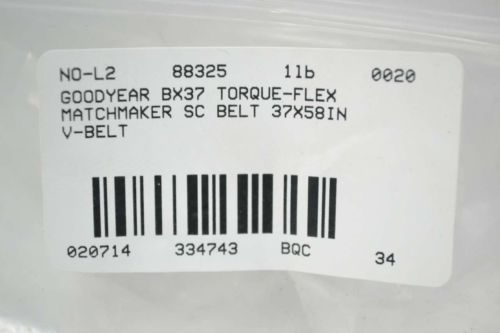 NO-L2 88325 1lb 0020
GOODYEAR BX37 TORQUE-FLEX
MATCHMAKER SC BELT 37X58IN
V-BELT
020714 334743 BQC 34